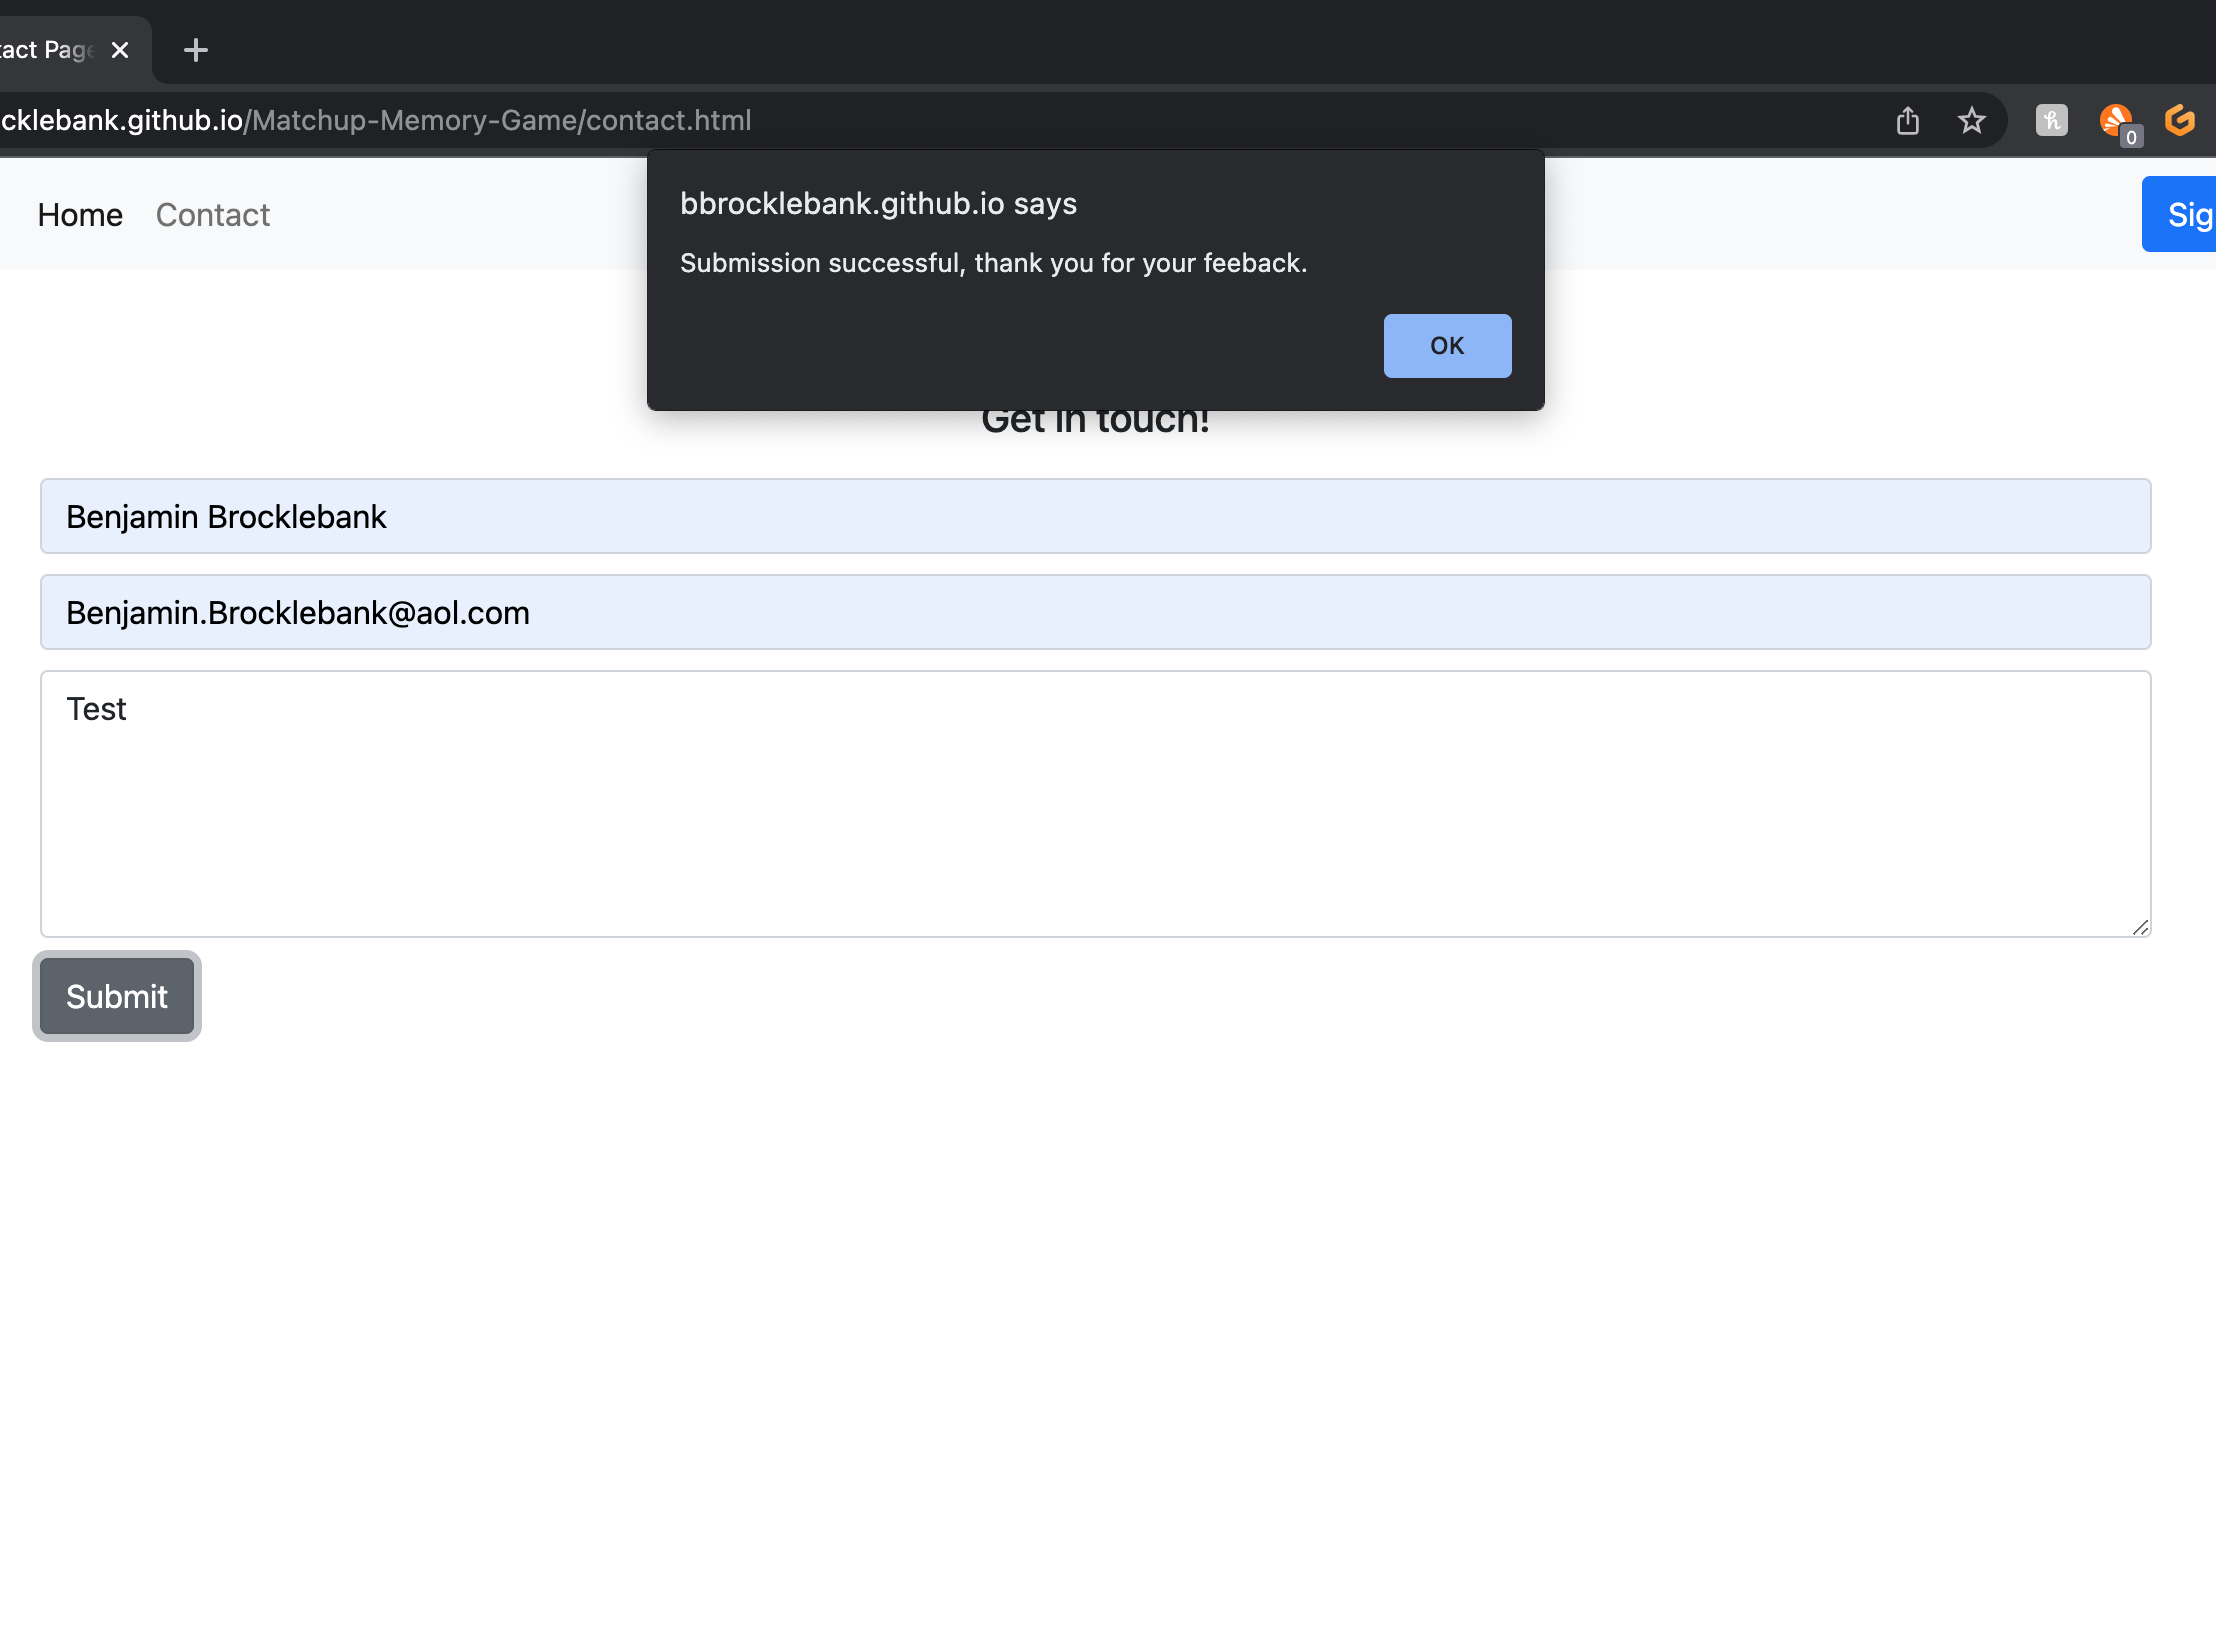 tact Page
cklebank.github.io/Matchup-Memory-Game/contact.html
0
Home Contact
Sig
bbrocklebank.github.io says
Submission successful, thank you for your feeback.
OK
Get in touch!
Benjamin Brocklebank
Benjamin.Brocklebank@aol.com
Test
Submit